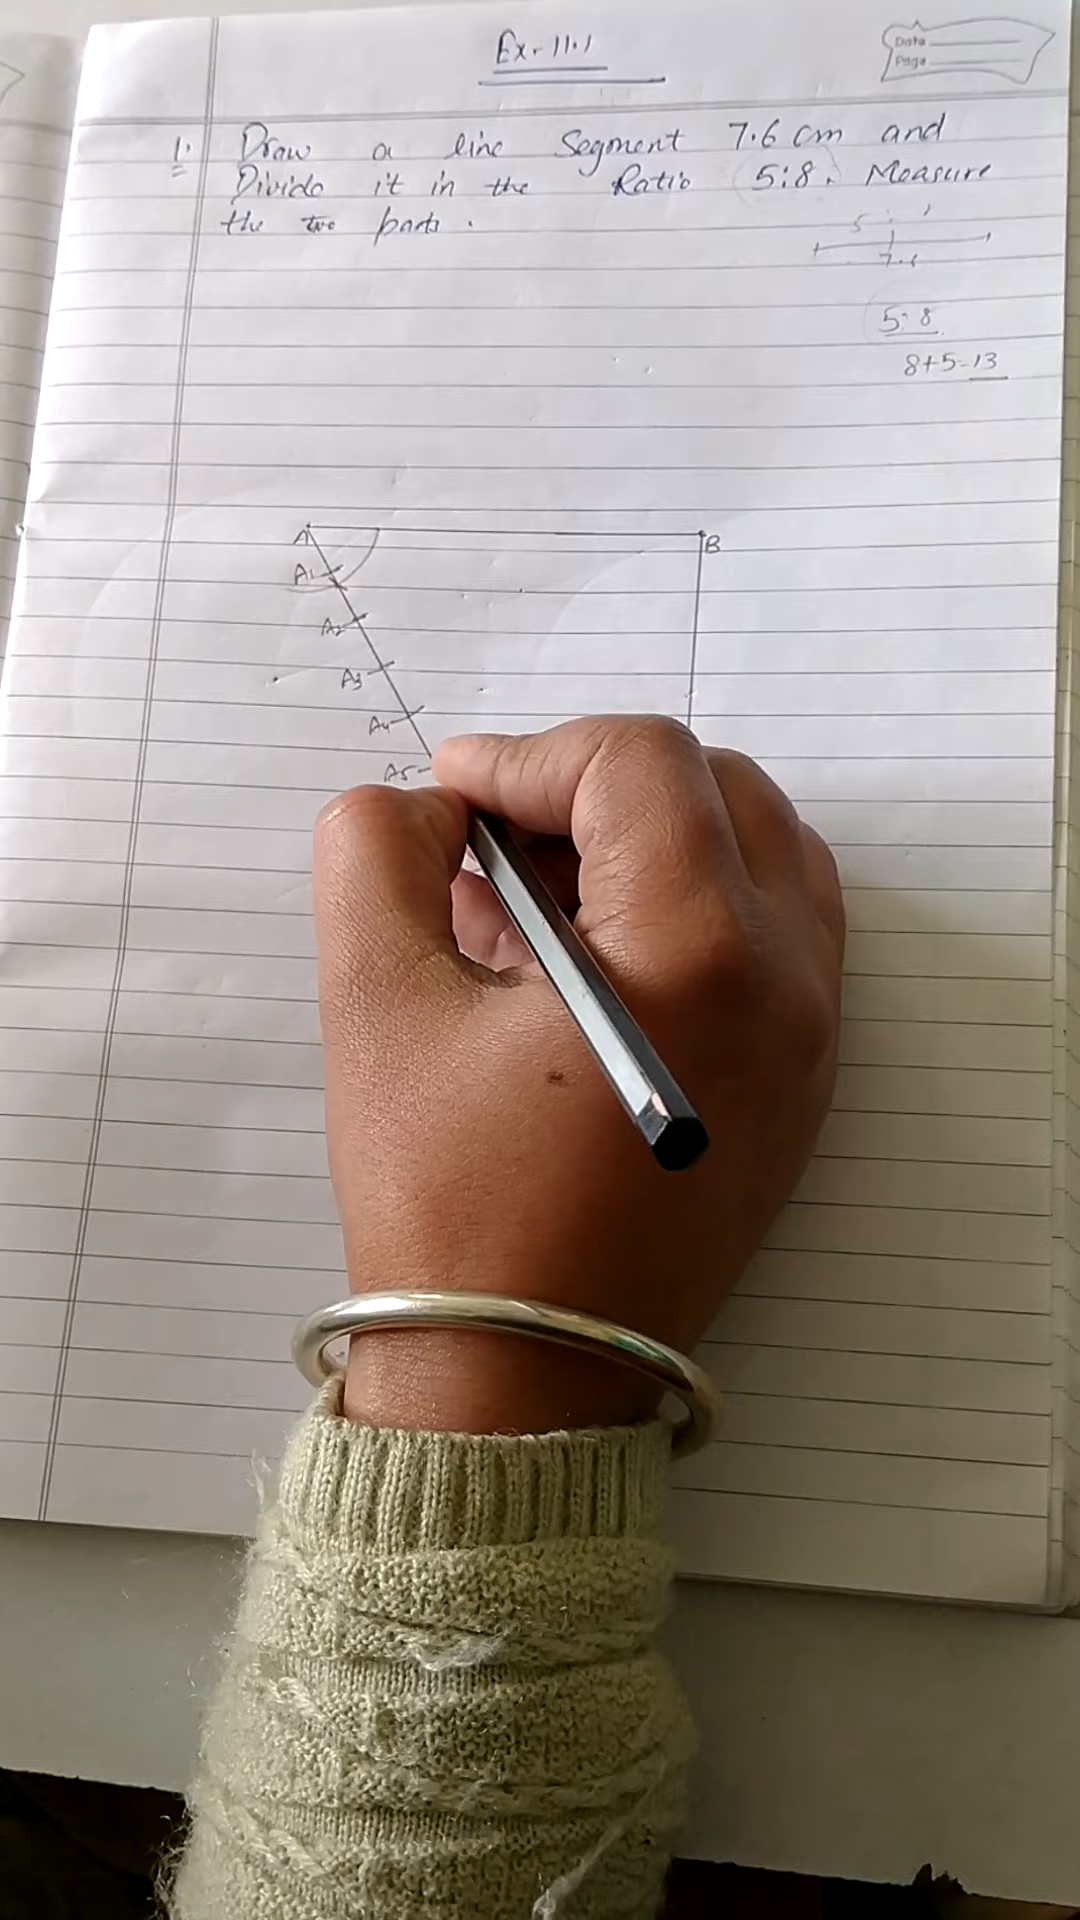 Ex-11.1
Date
Page
1. Draw a line Segment 7.6 cm and
Divide it in the Ratio 5:8. Measure
the two parts.
5 :
7.6
5:8
8+5=13
A
B
A1
A2
A3
A4
A5